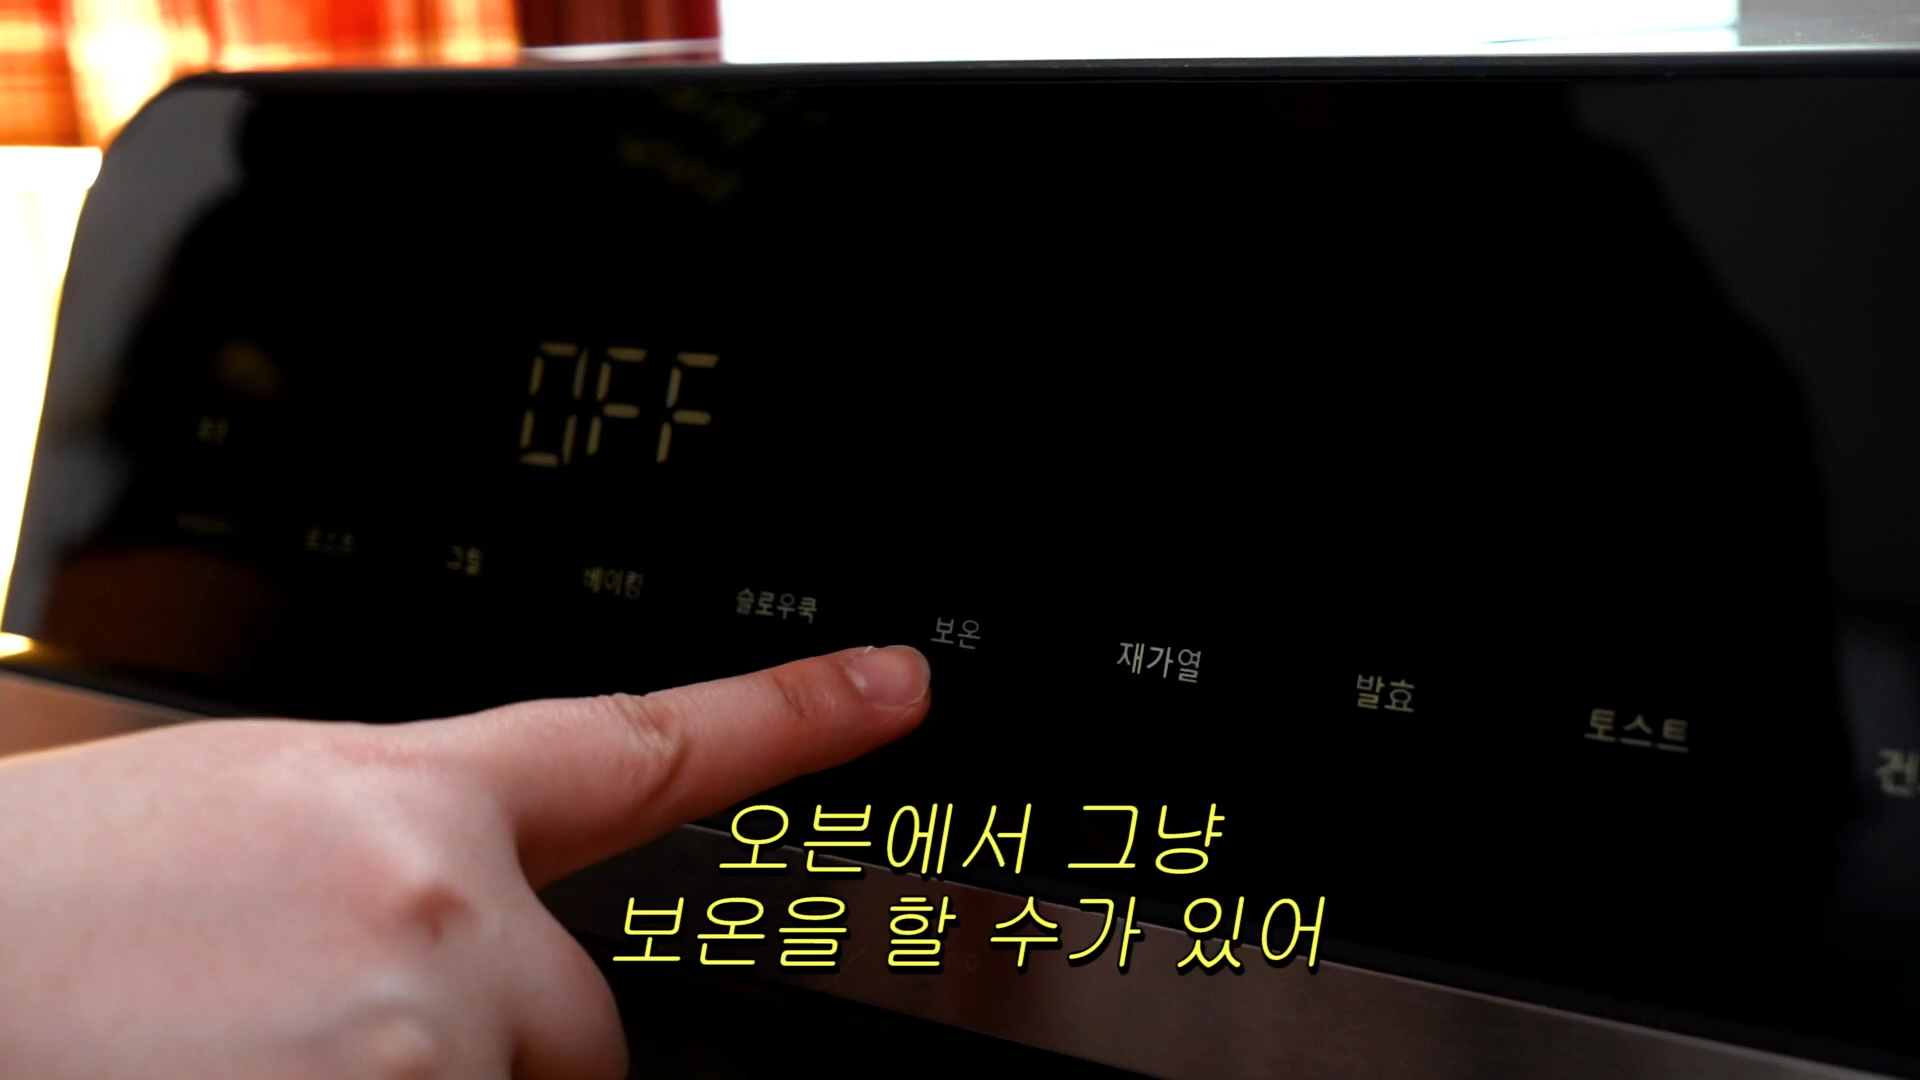 OFF
그릴
베이킹
슬로우쿡
보온
재가열
발효
토스트
오븐에서 그냥
보온을 할 수가 있어